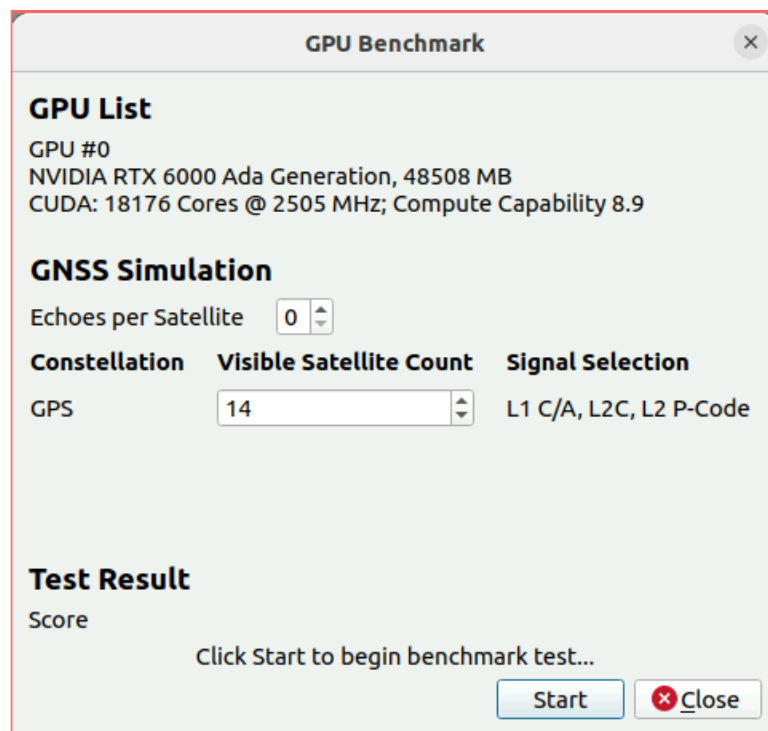 GPU Benchmark
GPU List
GPU #0
NVIDIA RTX 6000 Ada Generation, 48508 MB
CUDA: 18176 Cores @ 2505 MHz; Compute Capability 8.9
GNSS Simulation
Echoes per Satellite 0
Constellation Visible Satellite Count Signal Selection
GPS 14 L1 C/A, L2C, L2 P-Code
Test Result
Score
Click Start to begin benchmark test...
Start Close